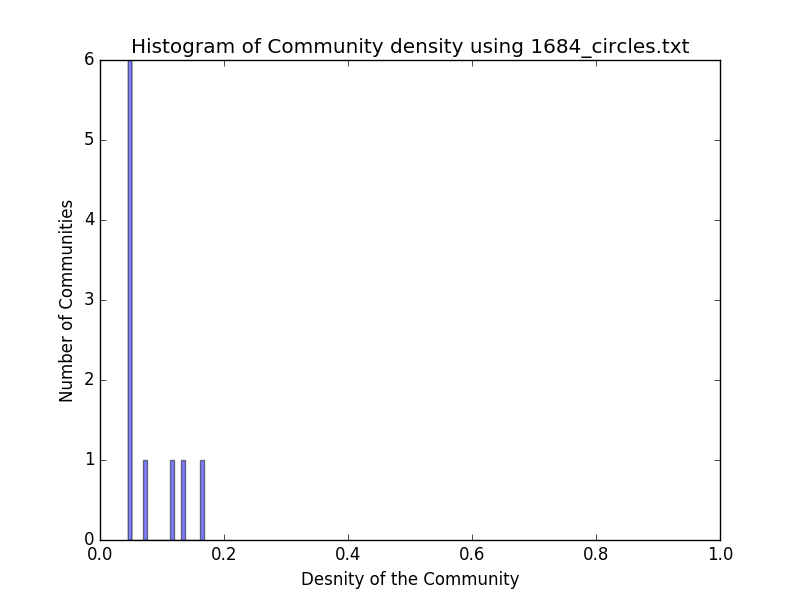 Histogram of Community density using 1684_circles.txt
6
5
4
3
2
1
0
Number of Communities
0.0 0.2 0.4 0.6 0.8 1.0
Desnity of the Community